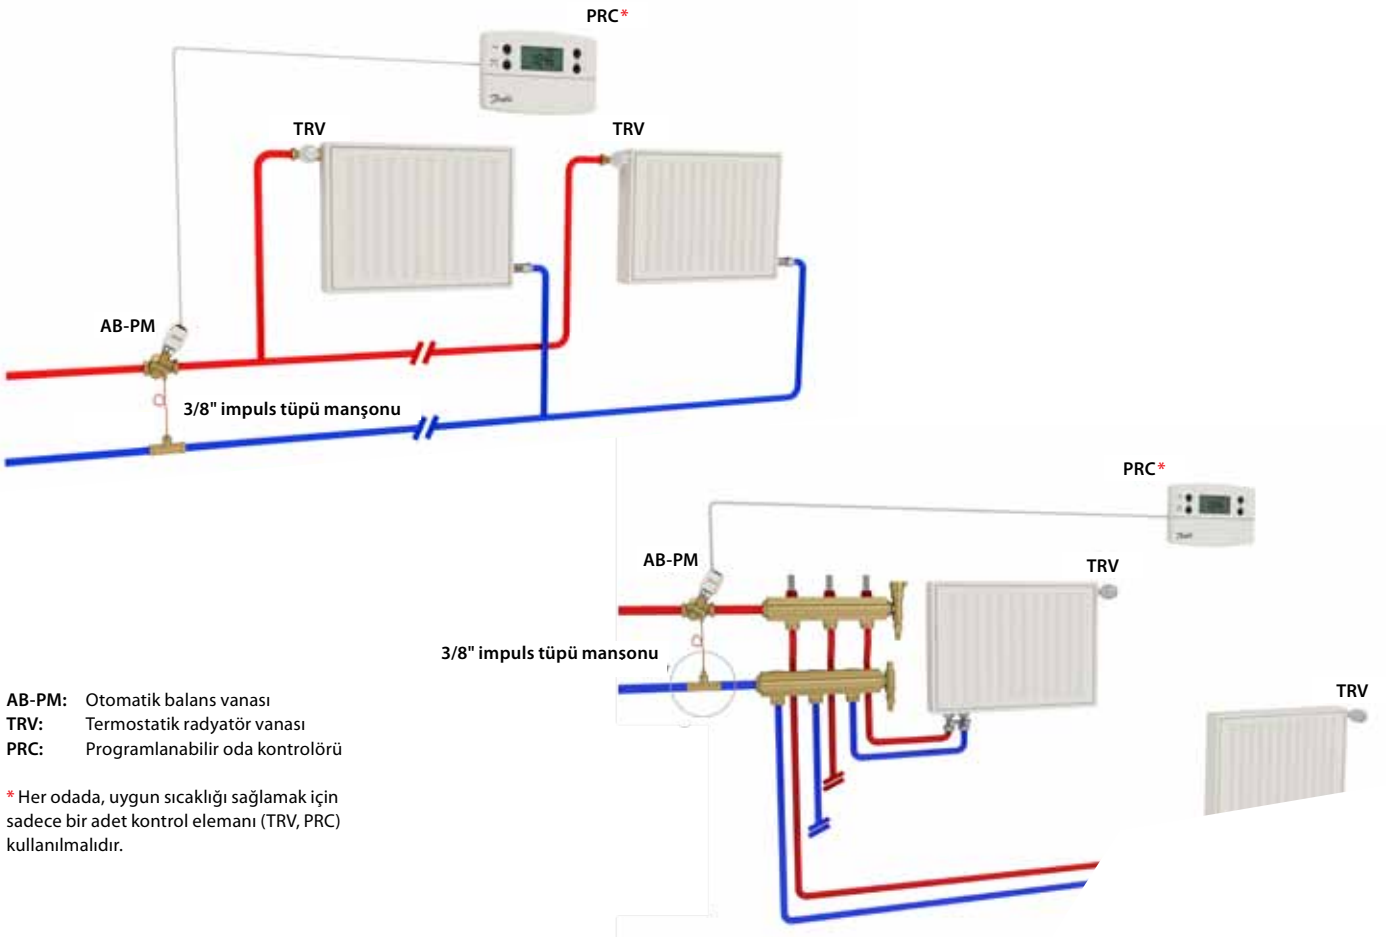 PRC*
TRV
TRV
AB-PM
3/8" impuls tüpü manşonu
PRC*
AB-PM
TRV
3/8" impuls tüpü mansonu
TRV
AB-PM: Otomatik balans vanası
TRV: Termostatik radyatör vanası
PRC: Programlanabilir oda kontrolörü
* Her odada, uygun sıcaklığı sağlamak için
sadece bir adet kontrol elemanı (TRV, PRC)
kullanılmalıdır.